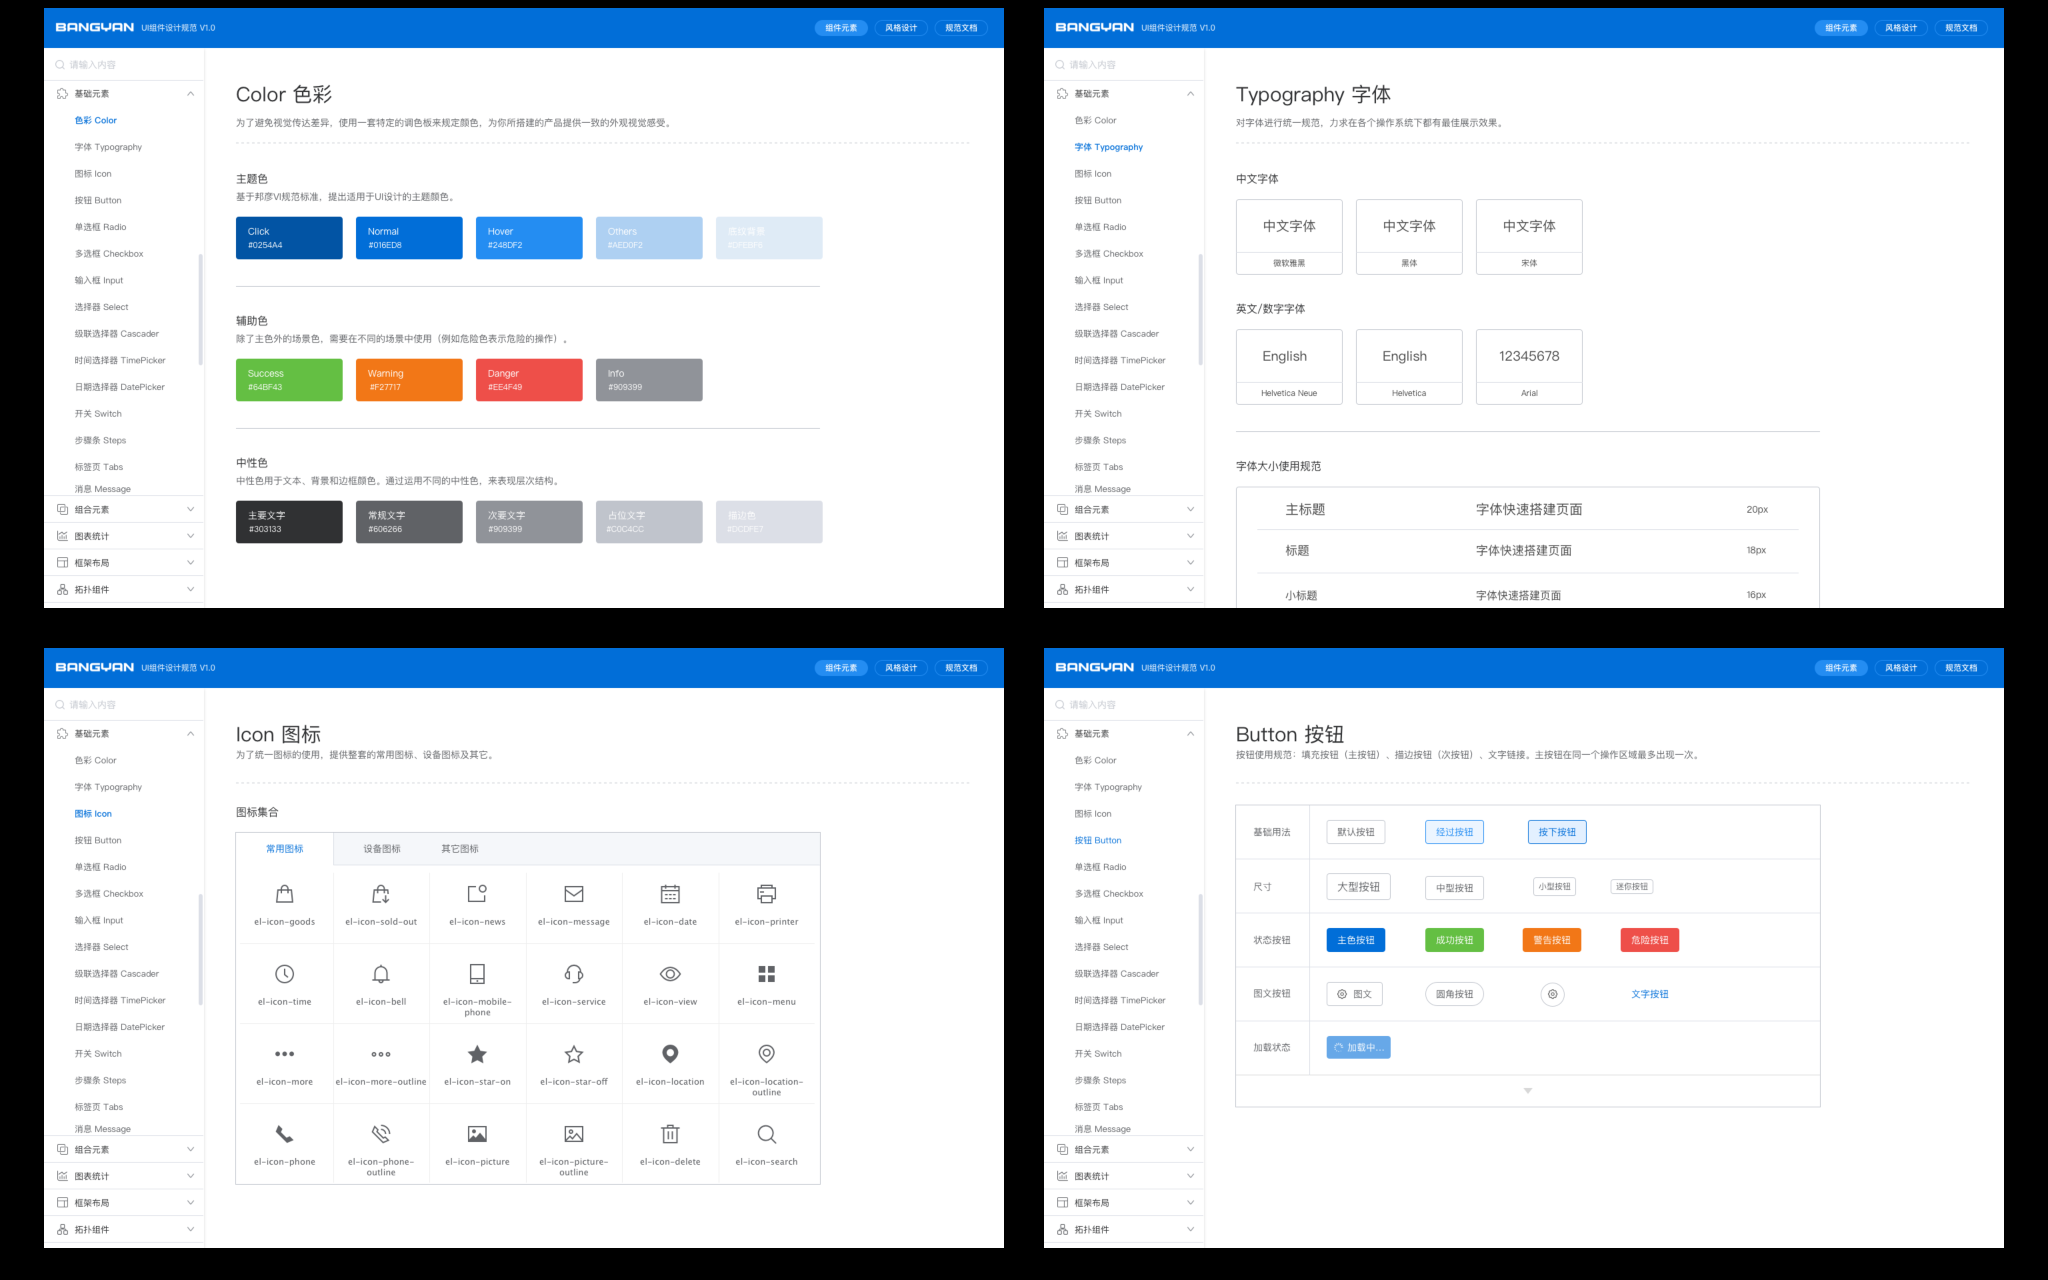 BANGYAN UI组件设计规范 V1.0
组件元素 风格设计 规范文档
请输入内容
基础元素
色彩 Color
字体 Typography
图标 Icon
按钮 Button
单选框 Radio
多选框 Checkbox
输入框 Input
选择器 Select
级联选择器 Cascader
时间选择器 TimePicker
日期选择器 DatePicker
开关 Switch
步骤条 Steps
标签页 Tabs
消息 Message
组合元素
图表统计
框架布局
拓扑组件
Color 色彩
为了避免视觉传达差异，使用一套特定的调色板来规定颜色，为你所搭建的产品提供一致的外观视觉感受。
主题色
基于邦彦VI规范标准，提出适用于UI设计的主题颜色。
Click Normal Hover Others
#0254A4 #016ED8 #248DF2 #AED0F2
辅助色
除了主色外的场景色，需要在不同的场景中使用（例如危险色表示危险的操作）。
Success Warning Danger Info
#64BF43 #F27717 #EE4F49 #909399
中性色
中性色用于文本、背景和边框颜色。通过运用不同的中性色，来表现层次结构。
主要文字 常规文字 次要文字 占位文字 描边色
#303133 #606266 #909399 #C0C4CC #DCDFE7
BANGYAN UI组件设计规范 V1.0
组件元素 风格设计 规范文档
请输入内容
基础元素
色彩 Color
字体 Typography
图标 Icon
按钮 Button
单选框 Radio
多选框 Checkbox
输入框 Input
选择器 Select
级联选择器 Cascader
时间选择器 TimePicker
日期选择器 DatePicker
开关 Switch
步骤条 Steps
标签页 Tabs
消息 Message
组合元素
图表统计
框架布局
拓扑组件
Typography 字体
对字体进行统一规范，力求在各个操作系统下都有最佳展示效果。
中文字体
中文字体 中文字体 中文字体
微软雅黑 黑体 宋体
英文/数字字体
English English 12345678
Helvetica Neue Helvetica Arial
字体大小使用规范
主标题 字体快速搭建页面 20px
标题 字体快速搭建页面 18px
小标题 字体快速搭建页面 16px
BANGYAN UI组件设计规范 V1.0
组件元素 风格设计 规范文档
请输入内容
基础元素
色彩 Color
字体 Typography
图标 Icon
按钮 Button
单选框 Radio
多选框 Checkbox
输入框 Input
选择器 Select
级联选择器 Cascader
时间选择器 TimePicker
日期选择器 DatePicker
开关 Switch
步骤条 Steps
标签页 Tabs
消息 Message
组合元素
图表统计
框架布局
拓扑组件
Icon 图标
为了统一图标的使用，提供整套的常用图标、设备图标及其它。
图标集合
常用图标 设备图标 其它图标
el-icon-goods el-icon-sold-out el-icon-news el-icon-message el-icon-date el-icon-printer
el-icon-time el-icon-bell el-icon-mobile-phone el-icon-service el-icon-view el-icon-menu
el-icon-more el-icon-more-outline el-icon-star-on el-icon-star-off el-icon-location el-icon-location-outline
el-icon-phone el-icon-phone-outline el-icon-picture el-icon-picture-outline el-icon-delete el-icon-search
BANGYAN UI组件设计规范 V1.0
组件元素 风格设计 规范文档
请输入内容
基础元素
色彩 Color
字体 Typography
图标 Icon
按钮 Button
单选框 Radio
多选框 Checkbox
输入框 Input
选择器 Select
级联选择器 Cascader
时间选择器 TimePicker
日期选择器 DatePicker
开关 Switch
步骤条 Steps
标签页 Tabs
消息 Message
组合元素
图表统计
框架布局
拓扑组件
Button 按钮
按钮使用规范：填充按钮（主按钮）、描边按钮（次按钮）、文字链接。主按钮在同一个操作区域最多出现一次。
基础用法 默认按钮 经过按钮 按下按钮
尺寸 大型按钮 中型按钮 小型按钮 迷你按钮
状态按钮 主色按钮 成功按钮 警告按钮 危险按钮
图文按钮 图文 圆角按钮 文字按钮
加载状态 加载中...